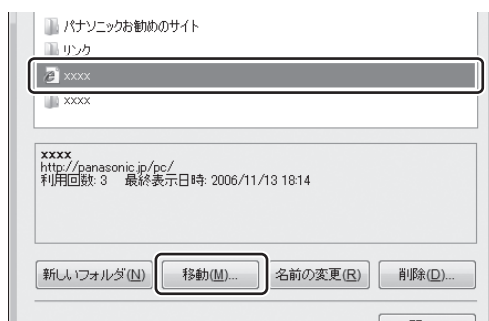 パナソニックお勧めのサイト
リンク
xxxx
xxxx
xxxx
http://panasonic.jp/pc/
利用回数: 3 最終表示日時: 2006/11/13 18:14
新しいフォルダ(N) 移動(M)... 名前の変更(R) 削除(D)...